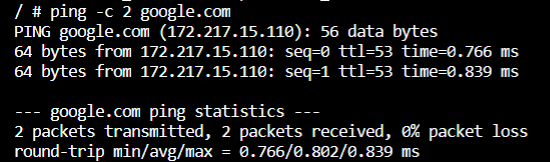 / # ping -c 2 google.com
PING google.com (172.217.15.110): 56 data bytes
64 bytes from 172.217.15.110: seq=0 ttl=53 time=0.766 ms
64 bytes from 172.217.15.110: seq=1 ttl=53 time=0.839 ms

--- google.com ping statistics ---
2 packets transmitted, 2 packets received, 0% packet loss
round-trip min/avg/max = 0.766/0.802/0.839 ms